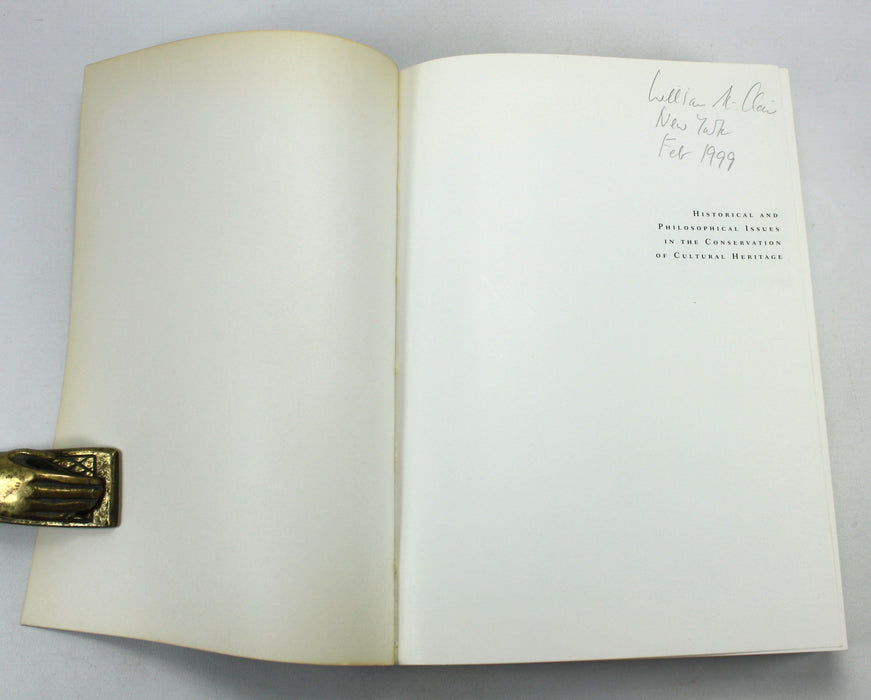 William St. Clair
New York
Feb 1999
HISTORICAL AND
PHILOSOPHICAL ISSUES
IN THE CONSERVATION
OF CULTURAL HERITAGE